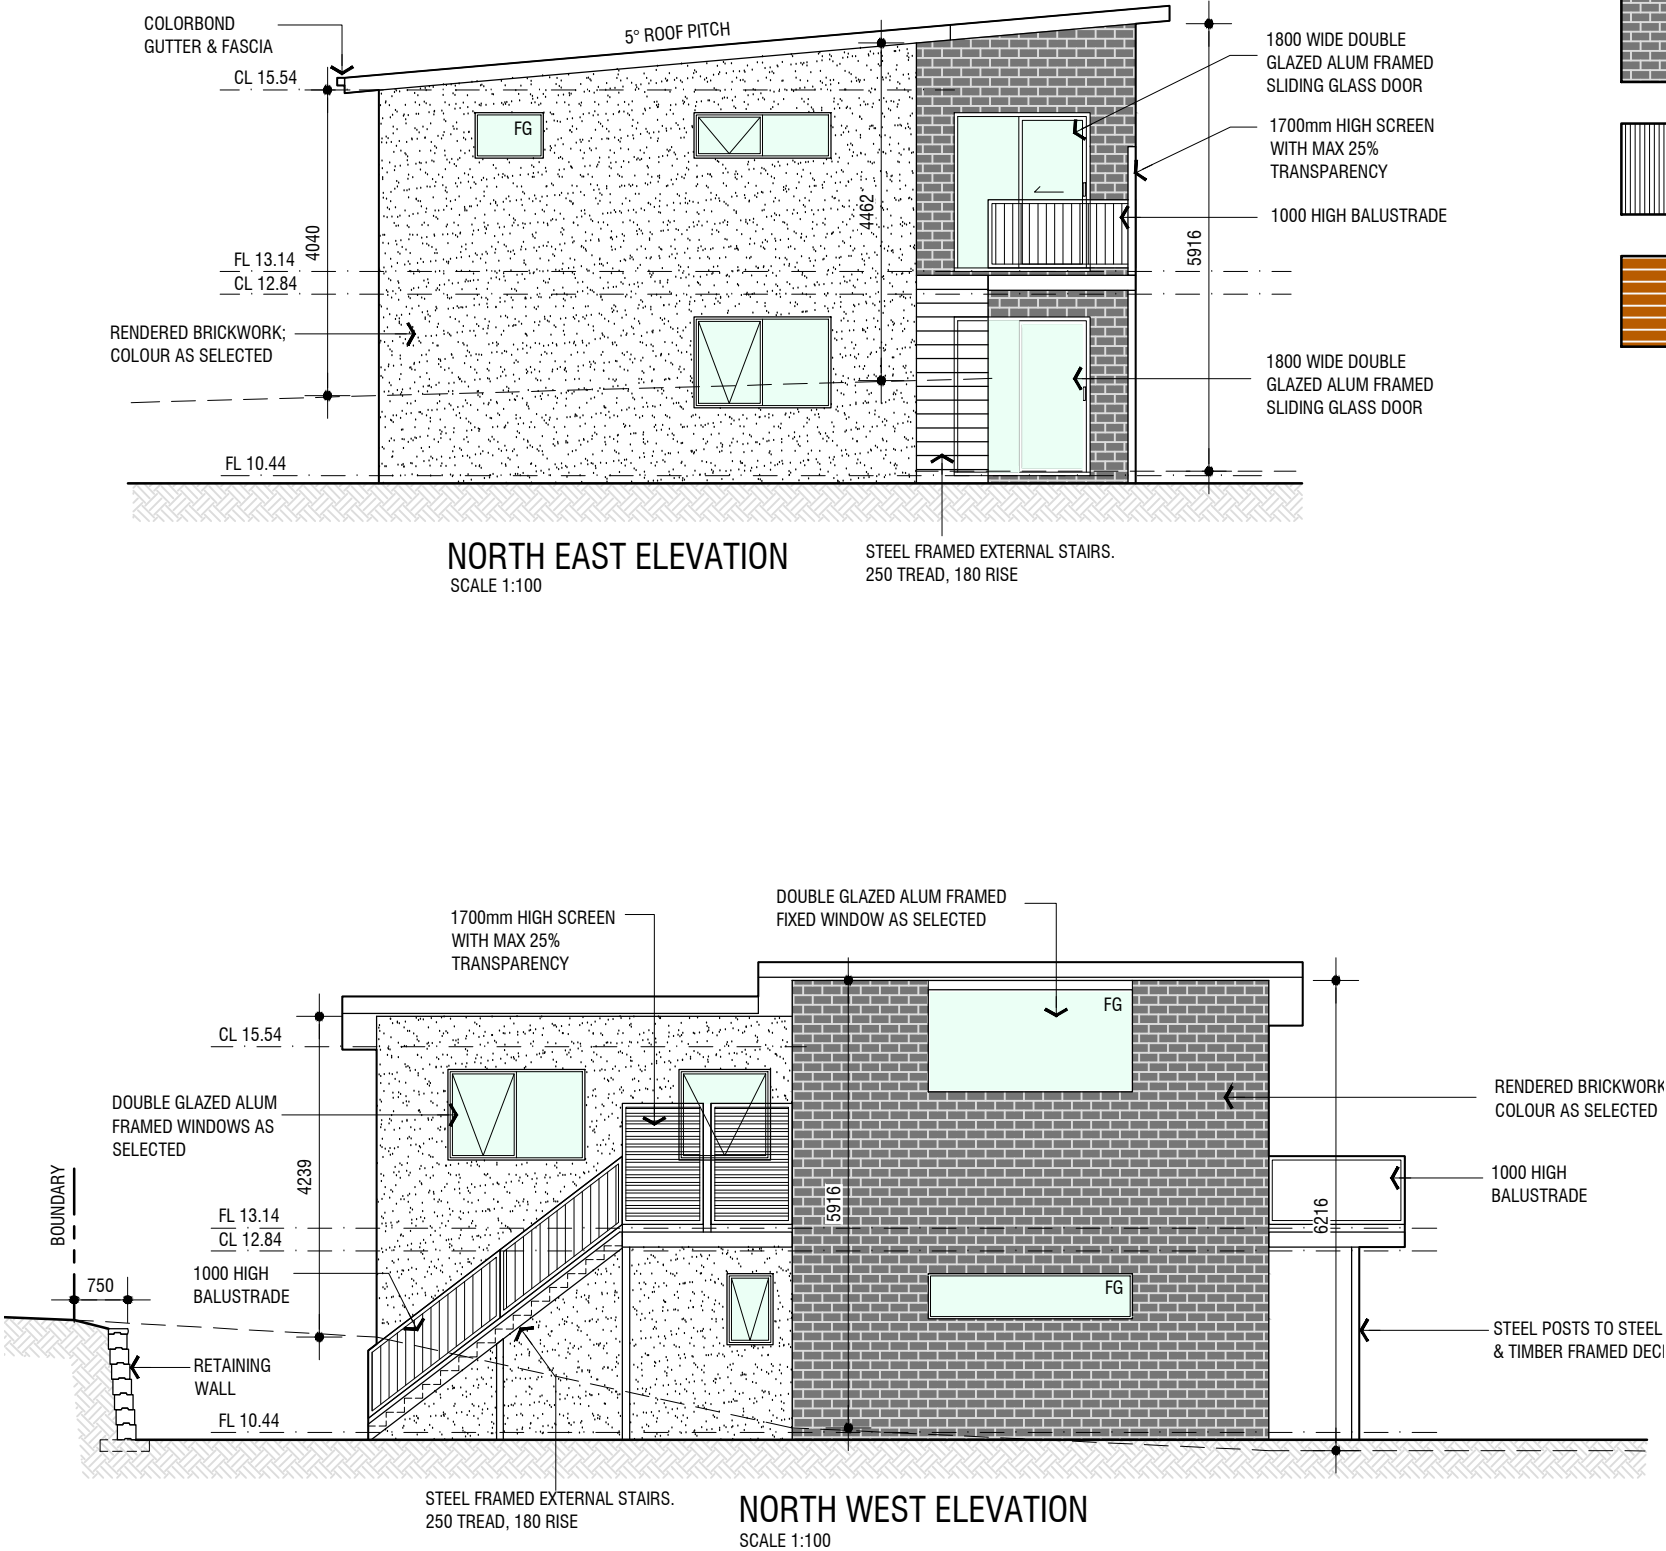 COLORBOND
GUTTER & FASCIA
5° ROOF PITCH
1800 WIDE DOUBLE
GLAZED ALUM FRAMED
SLIDING GLASS DOOR
CL 15.54
FG
1700mm HIGH SCREEN
WITH MAX 25%
TRANSPARENCY
4462
1000 HIGH BALUSTRADE
4040
5916
FL 13.14
CL 12.84
RENDERED BRICKWORK;
COLOUR AS SELECTED
1800 WIDE DOUBLE
GLAZED ALUM FRAMED
SLIDING GLASS DOOR
FL 10.44
NORTH EAST ELEVATION
SCALE 1:100
STEEL FRAMED EXTERNAL STAIRS.
250 TREAD, 180 RISE
DOUBLE GLAZED ALUM FRAMED
FIXED WINDOW AS SELECTED
1700mm HIGH SCREEN
WITH MAX 25%
TRANSPARENCY
FG
CL 15.54
RENDERED BRICKWORK
COLOUR AS SELECTED
DOUBLE GLAZED ALUM
FRAMED WINDOWS AS
SELECTED
4239
BOUNDARY
5916
6216
1000 HIGH
BALUSTRADE
FL 13.14
CL 12.84
750
1000 HIGH
BALUSTRADE
FG
STEEL POSTS TO STEEL
& TIMBER FRAMED DEC
RETAINING
WALL
FL 10.44
STEEL FRAMED EXTERNAL STAIRS.
250 TREAD, 180 RISE
NORTH WEST ELEVATION
SCALE 1:100